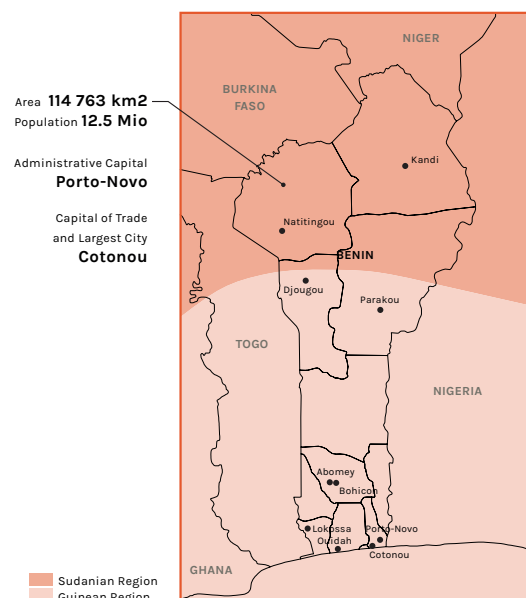 NIGER
BURKINA
FASO
Area 114 763 km2
Population 12.5 Mio
Kandi
Administrative Capital
Porto-Novo
Capital of Trade
and Largest City
Cotonou
Natitingou
BENIN
Djougou
Parakou
TOGO
NIGERIA
Abomey
Bohicon
Lokossa
Porto-Novo
Ouidah
Cotonou
GHANA
Sudanian Region
Guinean Region